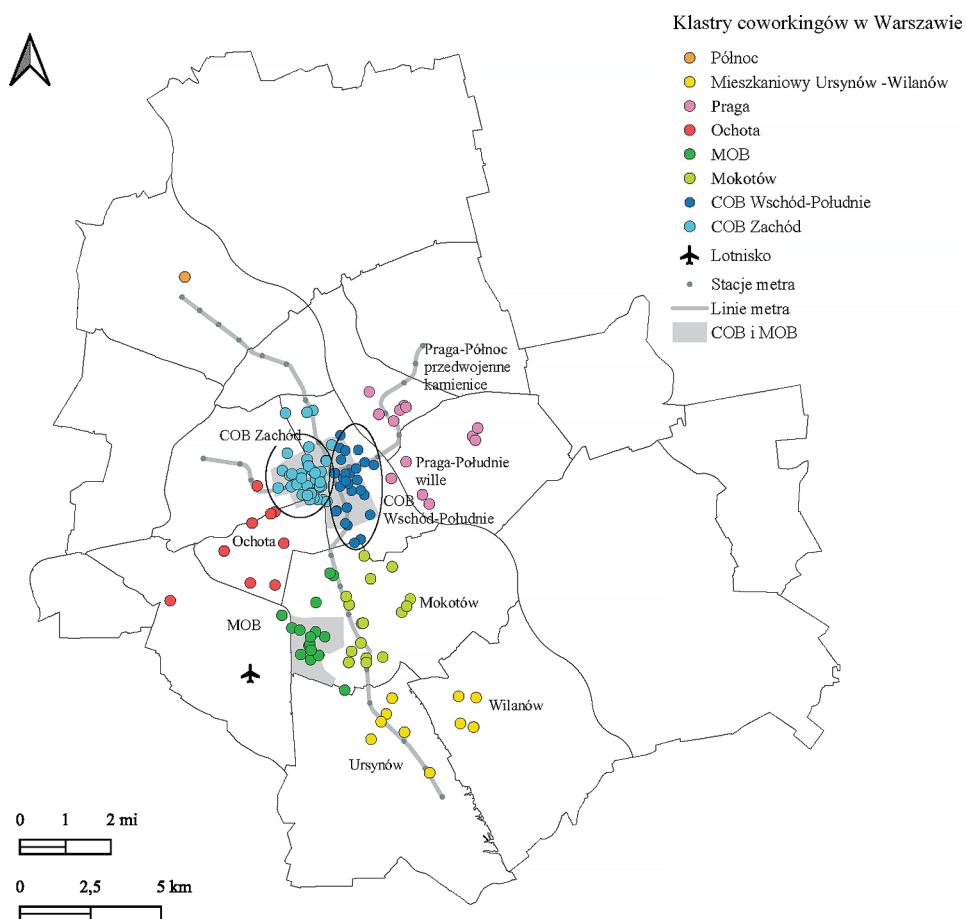 Klastry coworkingów w Warszawie
Północ
Mieszkaniowy Ursynów -Wilanów
Praga
Ochota
MOB
Mokotów
COB Wschód-Południe
COB Zachód
Lotnisko
Stacje metra
Linie metra
COB i MOB
Praga-Północ
przedwojenne
kamienice
COB Zachód
Praga-Południe
wille
COB
Wschód-Południe
Ochota
Mokotów
MOB
Wilanów
Ursynów
0 1 2 mi
0 2,5 5 km